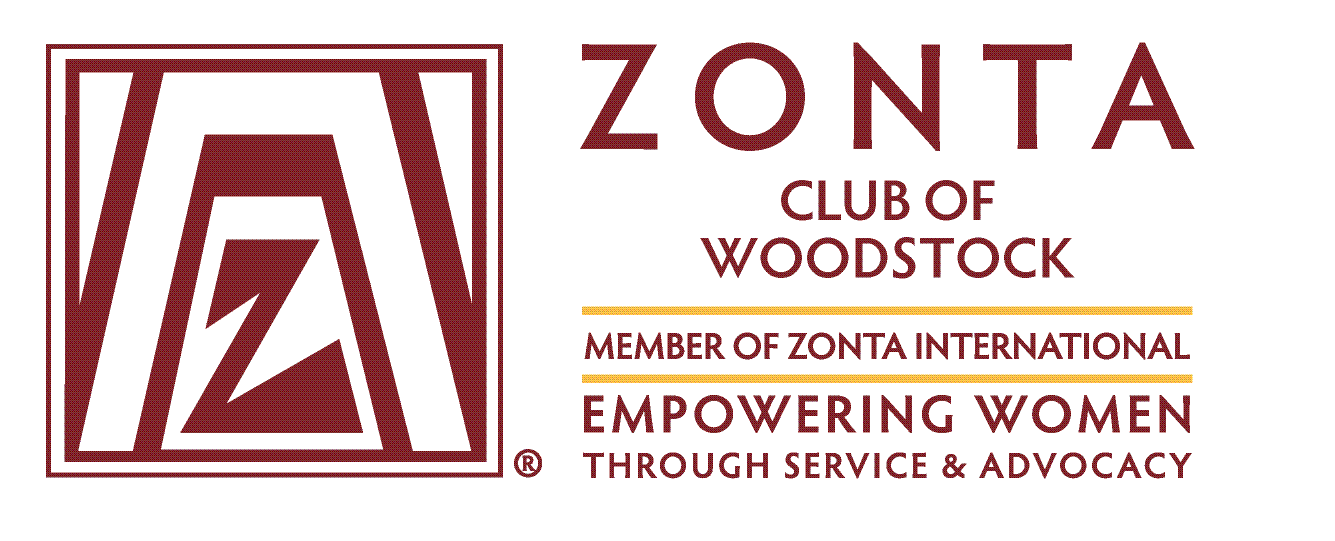 ZONTA
CLUB OF
WOODSTOCK
MEMBER OF ZONTA INTERNATIONAL
EMPOWERING WOMEN
THROUGH SERVICE & ADVOCACY
®